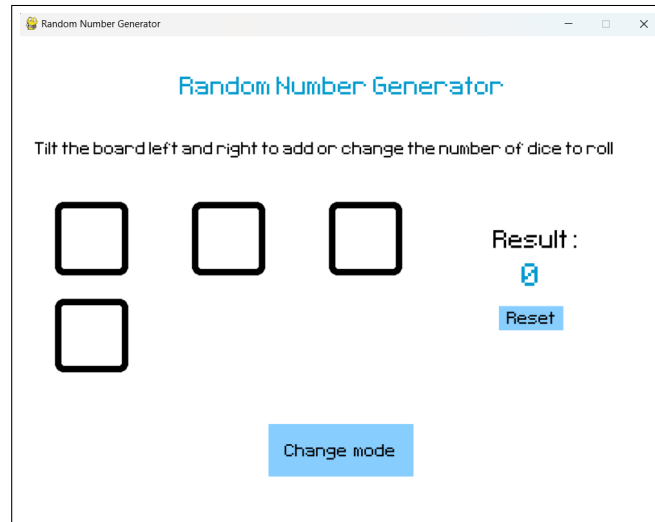 Random Number Generator
Random Number Generator
Tilt the board left and right to add or change the number of dice to roll
Result :
0
Reset
Change mode